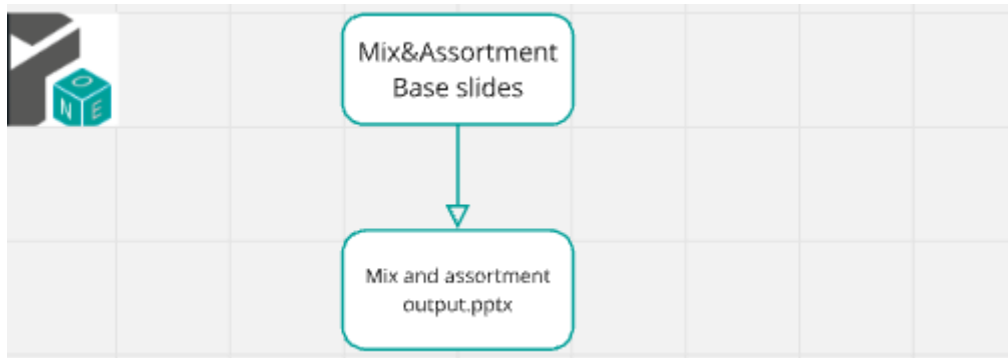 O
N E
Mix&Assortment
Base slides
Mix and assortment
output.pptx